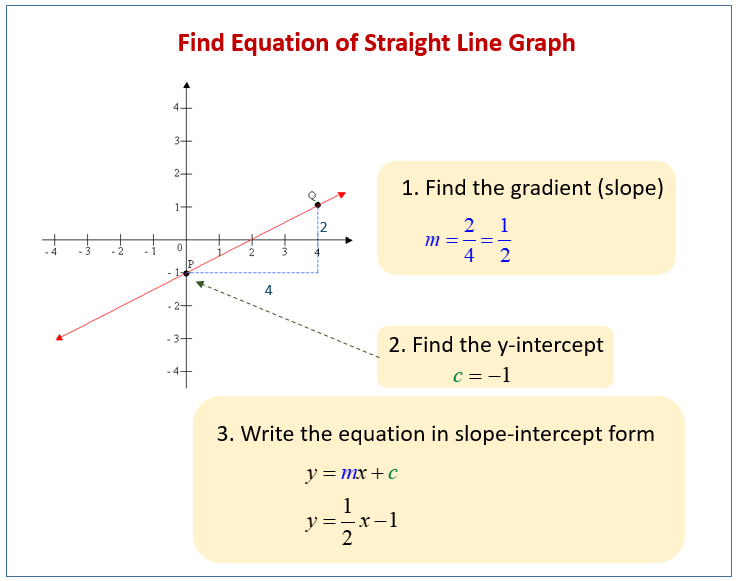 Find Equation of Straight Line Graph
4
3
2
1
-4 -3 -2 -1 0 1 2 3 4
-1
-2
-3
-4
Q
P
2
4
1. Find the gradient (slope)
m = 2/4 = 1/2
2. Find the y-intercept
c = −1
3. Write the equation in slope-intercept form
y = mx + c
y = 1/2 x − 1